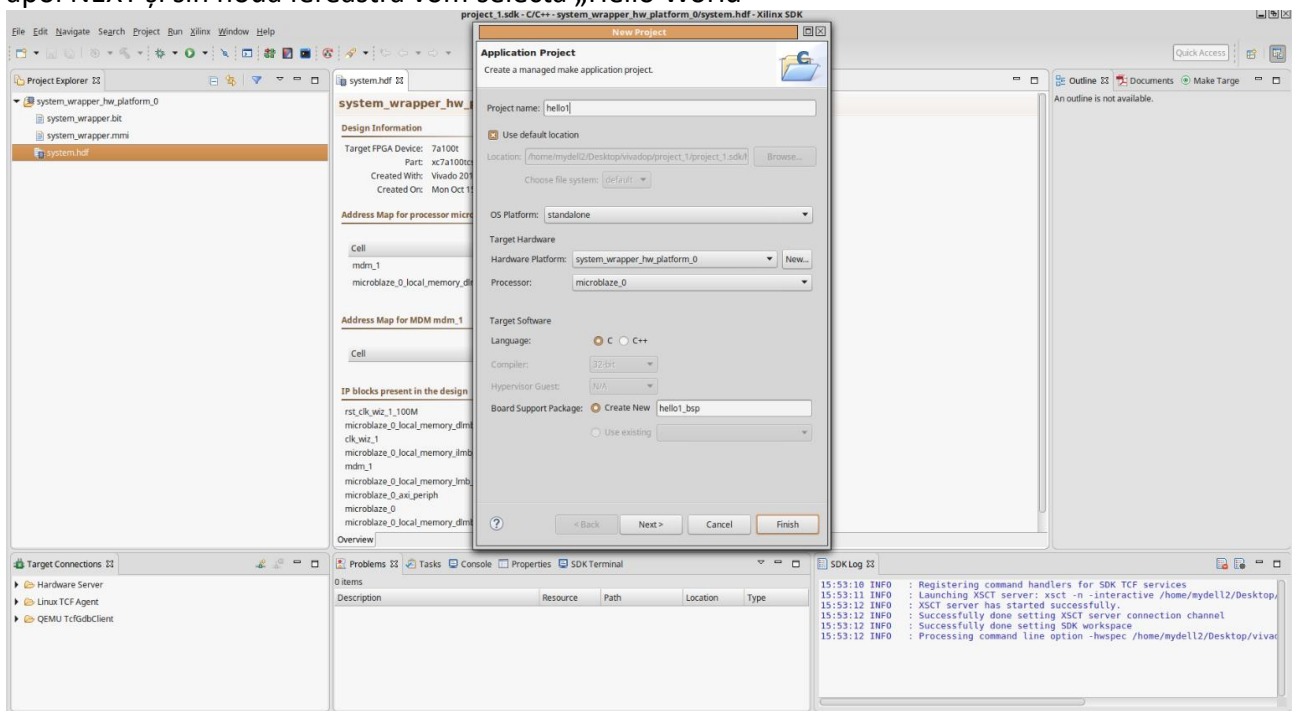 apoi NEXT și sin noua fereastră vom selecta „Hello World”
project_1.sdk - C/C++ - system_wrapper_hw_platform_0/system.hdf - Xilinx SDK
File Edit Navigate Search Project Run Xilinx Window Help
Quick Access
Project Explorer
system_wrapper_hw_platform_0
system_wrapper.bit
system_wrapper.mmi
system.hdf
system.hdf
system_wrapper_hw_
Design Information
Target FPGA Device: 7a100t
Part: xc7a100tcs
Created With: Vivado 201
Created On: Mon Oct 15
Address Map for processor micro
Cell
mdm_1
microblaze_0_local_memory_dl
Address Map for MDM mdm_1
Cell
IP blocks present in the design
rst_clk_wiz_1_100M
microblaze_0_local_memory_dlmb
clk_wiz_1
microblaze_0_local_memory_ilmb
mdm_1
microblaze_0_local_memory_lmb_
microblaze_0_axi_periph
microblaze_0
microblaze_0_local_memory_dlmb
Overview
New Project
Application Project
Create a managed make application project.
Project name: hello1
Use default location
Location: /home/mydell2/Desktop/vivadop/project_1/project_1.sdk/h Browse...
Choose file system: default
OS Platform: standalone
Target Hardware
Hardware Platform: system_wrapper_hw_platform_0 New...
Processor: microblaze_0
Target Software
Language: C C++
Compiler: 32-bit
Hypervisor Guest: N/A
Board Support Package: Create New hello1_bsp
Use existing
? < Back Next > Cancel Finish
Outline Documents Make Targe
An outline is not available.
Target Connections
Hardware Server
Linux TCF Agent
QEMU TcfGdbClient
Problems Tasks Console Properties SDK Terminal
0 items
Description Resource Path Location Type
SDK Log
15:53:10 INFO : Registering command handlers for SDK TCF services
15:53:11 INFO : Launching XSCT server: xsct -n -interactive /home/mydell2/Desktop/
15:53:12 INFO : XSCT server has started successfully.
15:53:12 INFO : Successfully done setting XSCT server connection channel
15:53:12 INFO : Successfully done setting SDK workspace
15:53:12 INFO : Processing command line option -hwspec /home/mydell2/Desktop/vivad